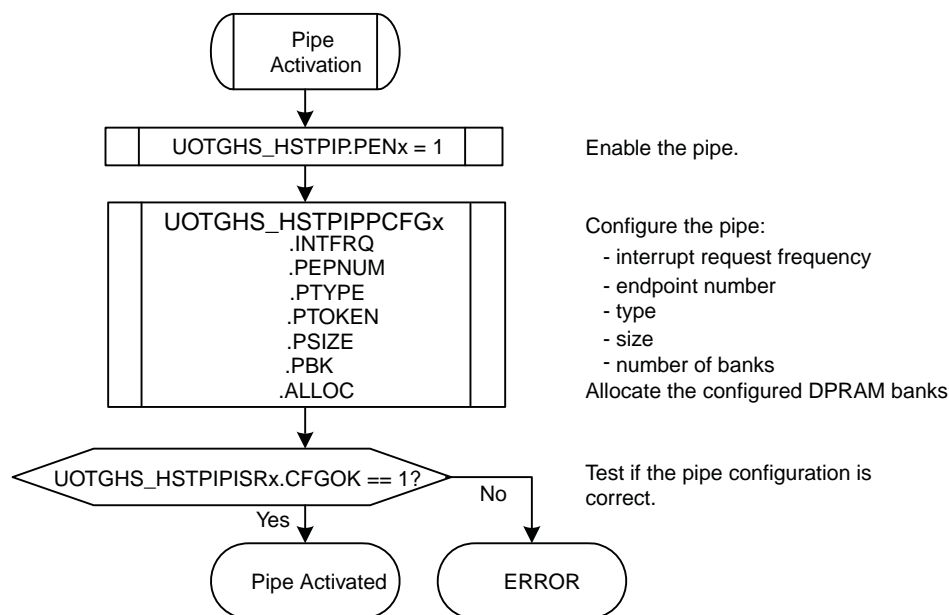 Pipe
Activation
UOTGHS_HSTPIP.PENx = 1
Enable the pipe.
UOTGHS_HSTPIPPCFGx
.INTFRQ
.PEPNUM
.PTYPE
.PTOKEN
.PSIZE
.PBK
.ALLOC
Configure the pipe:
- interrupt request frequency
- endpoint number
- type
- size
- number of banks
Allocate the configured DPRAM banks
UOTGHS_HSTPIPISRx.CFGOK == 1?
Test if the pipe configuration is
correct.
No
Yes
Pipe Activated
ERROR